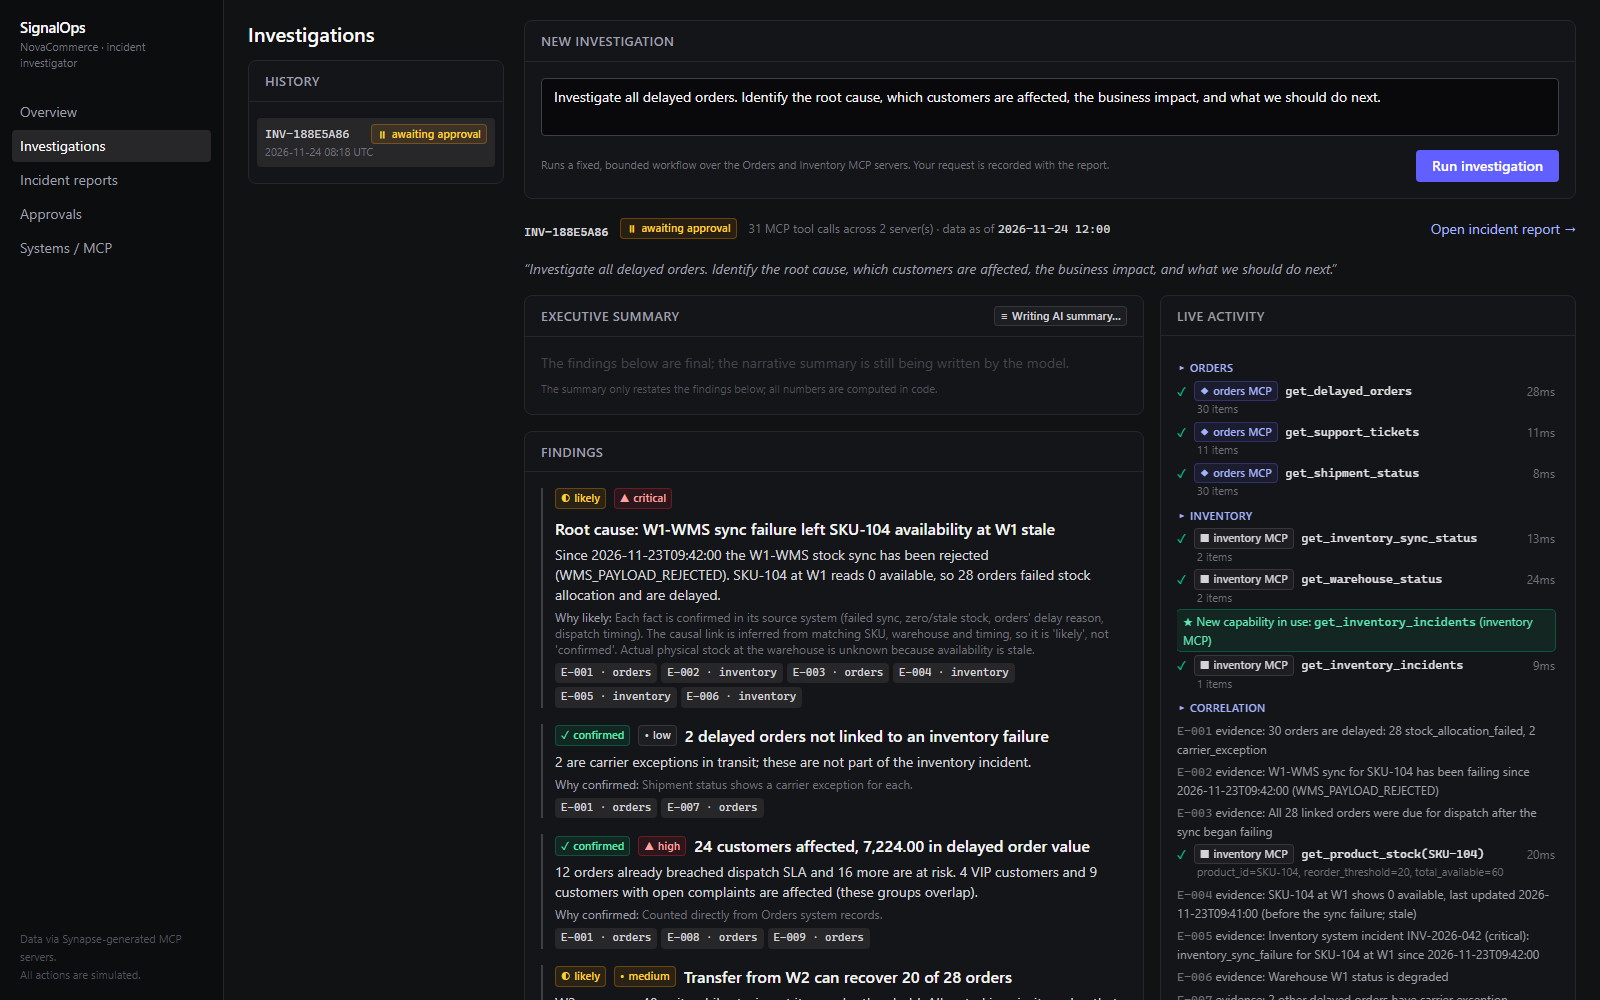 SignalOps
NovaCommerce · incident
investigator
Overview
Investigations
Incident reports
Approvals
Systems / MCP
Data via Synapse-generated MCP
servers.
All actions are simulated.
Investigations
HISTORY
INV-188E5A86
⏸ awaiting approval
2026-11-24 08:18 UTC
NEW INVESTIGATION
Investigate all delayed orders. Identify the root cause, which customers are affected, the business impact, and what we should do next.
Runs a fixed, bounded workflow over the Orders and Inventory MCP servers. Your request is recorded with the report.
Run investigation
INV-188E5A86 ⏸ awaiting approval 31 MCP tool calls across 2 server(s) · data as of 2026-11-24 12:00
Open incident report →
“Investigate all delayed orders. Identify the root cause, which customers are affected, the business impact, and what we should do next.”
EXECUTIVE SUMMARY
≡ Writing AI summary...
The findings below are final; the narrative summary is still being written by the model.
The summary only restates the findings below; all numbers are computed in code.
FINDINGS
◐ likely ▲ critical
Root cause: W1-WMS sync failure left SKU-104 availability at W1 stale
Since 2026-11-23T09:42:00 the W1-WMS stock sync has been rejected
(WMS_PAYLOAD_REJECTED). SKU-104 at W1 reads 0 available, so 28 orders failed stock
allocation and are delayed.
Why likely: Each fact is confirmed in its source system (failed sync, zero/stale stock, orders' delay reason,
dispatch timing). The causal link is inferred from matching SKU, warehouse and timing, so it is 'likely', not
'confirmed'. Actual physical stock at the warehouse is unknown because availability is stale.
E-001 · orders E-002 · inventory E-003 · orders E-004 · inventory
E-005 · inventory E-006 · inventory
✓ confirmed • low 2 delayed orders not linked to an inventory failure
2 are carrier exceptions in transit; these are not part of the inventory incident.
Why confirmed: Shipment status shows a carrier exception for each.
E-001 · orders E-007 · orders
✓ confirmed ▲ high 24 customers affected, 7,224.00 in delayed order value
12 orders already breached dispatch SLA and 16 more are at risk. 4 VIP customers and 9
customers with open complaints are affected (these groups overlap).
Why confirmed: Counted directly from Orders system records.
E-001 · orders E-008 · orders E-009 · orders
◐ likely • medium Transfer from W2 can recover 20 of 28 orders
LIVE ACTIVITY
▸ ORDERS
✓ ◆ orders MCP get_delayed_orders 28ms
30 items
✓ ◆ orders MCP get_support_tickets 11ms
11 items
✓ ◆ orders MCP get_shipment_status 8ms
30 items
▸ INVENTORY
✓ ■ inventory MCP get_inventory_sync_status 13ms
2 items
✓ ■ inventory MCP get_warehouse_status 24ms
2 items
★ New capability in use: get_inventory_incidents (inventory
MCP)
✓ ■ inventory MCP get_inventory_incidents 9ms
1 items
▸ CORRELATION
E-001 evidence: 30 orders are delayed: 28 stock_allocation_failed, 2
carrier_exception
E-002 evidence: W1-WMS sync for SKU-104 has been failing since
2026-11-23T09:42:00 (WMS_PAYLOAD_REJECTED)
E-003 evidence: All 28 linked orders were due for dispatch after the
sync began failing
✓ ■ inventory MCP get_product_stock(SKU-104) 20ms
product_id=SKU-104, reorder_threshold=20, total_available=60
E-004 evidence: SKU-104 at W1 shows 0 available, last updated 2026-
11-23T09:41:00 (before the sync failure; stale)
E-005 evidence: Inventory system incident INV-2026-042 (critical):
inventory_sync_failure for SKU-104 at W1 since 2026-11-23T09:42:00
E-006 evidence: Warehouse W1 status is degraded